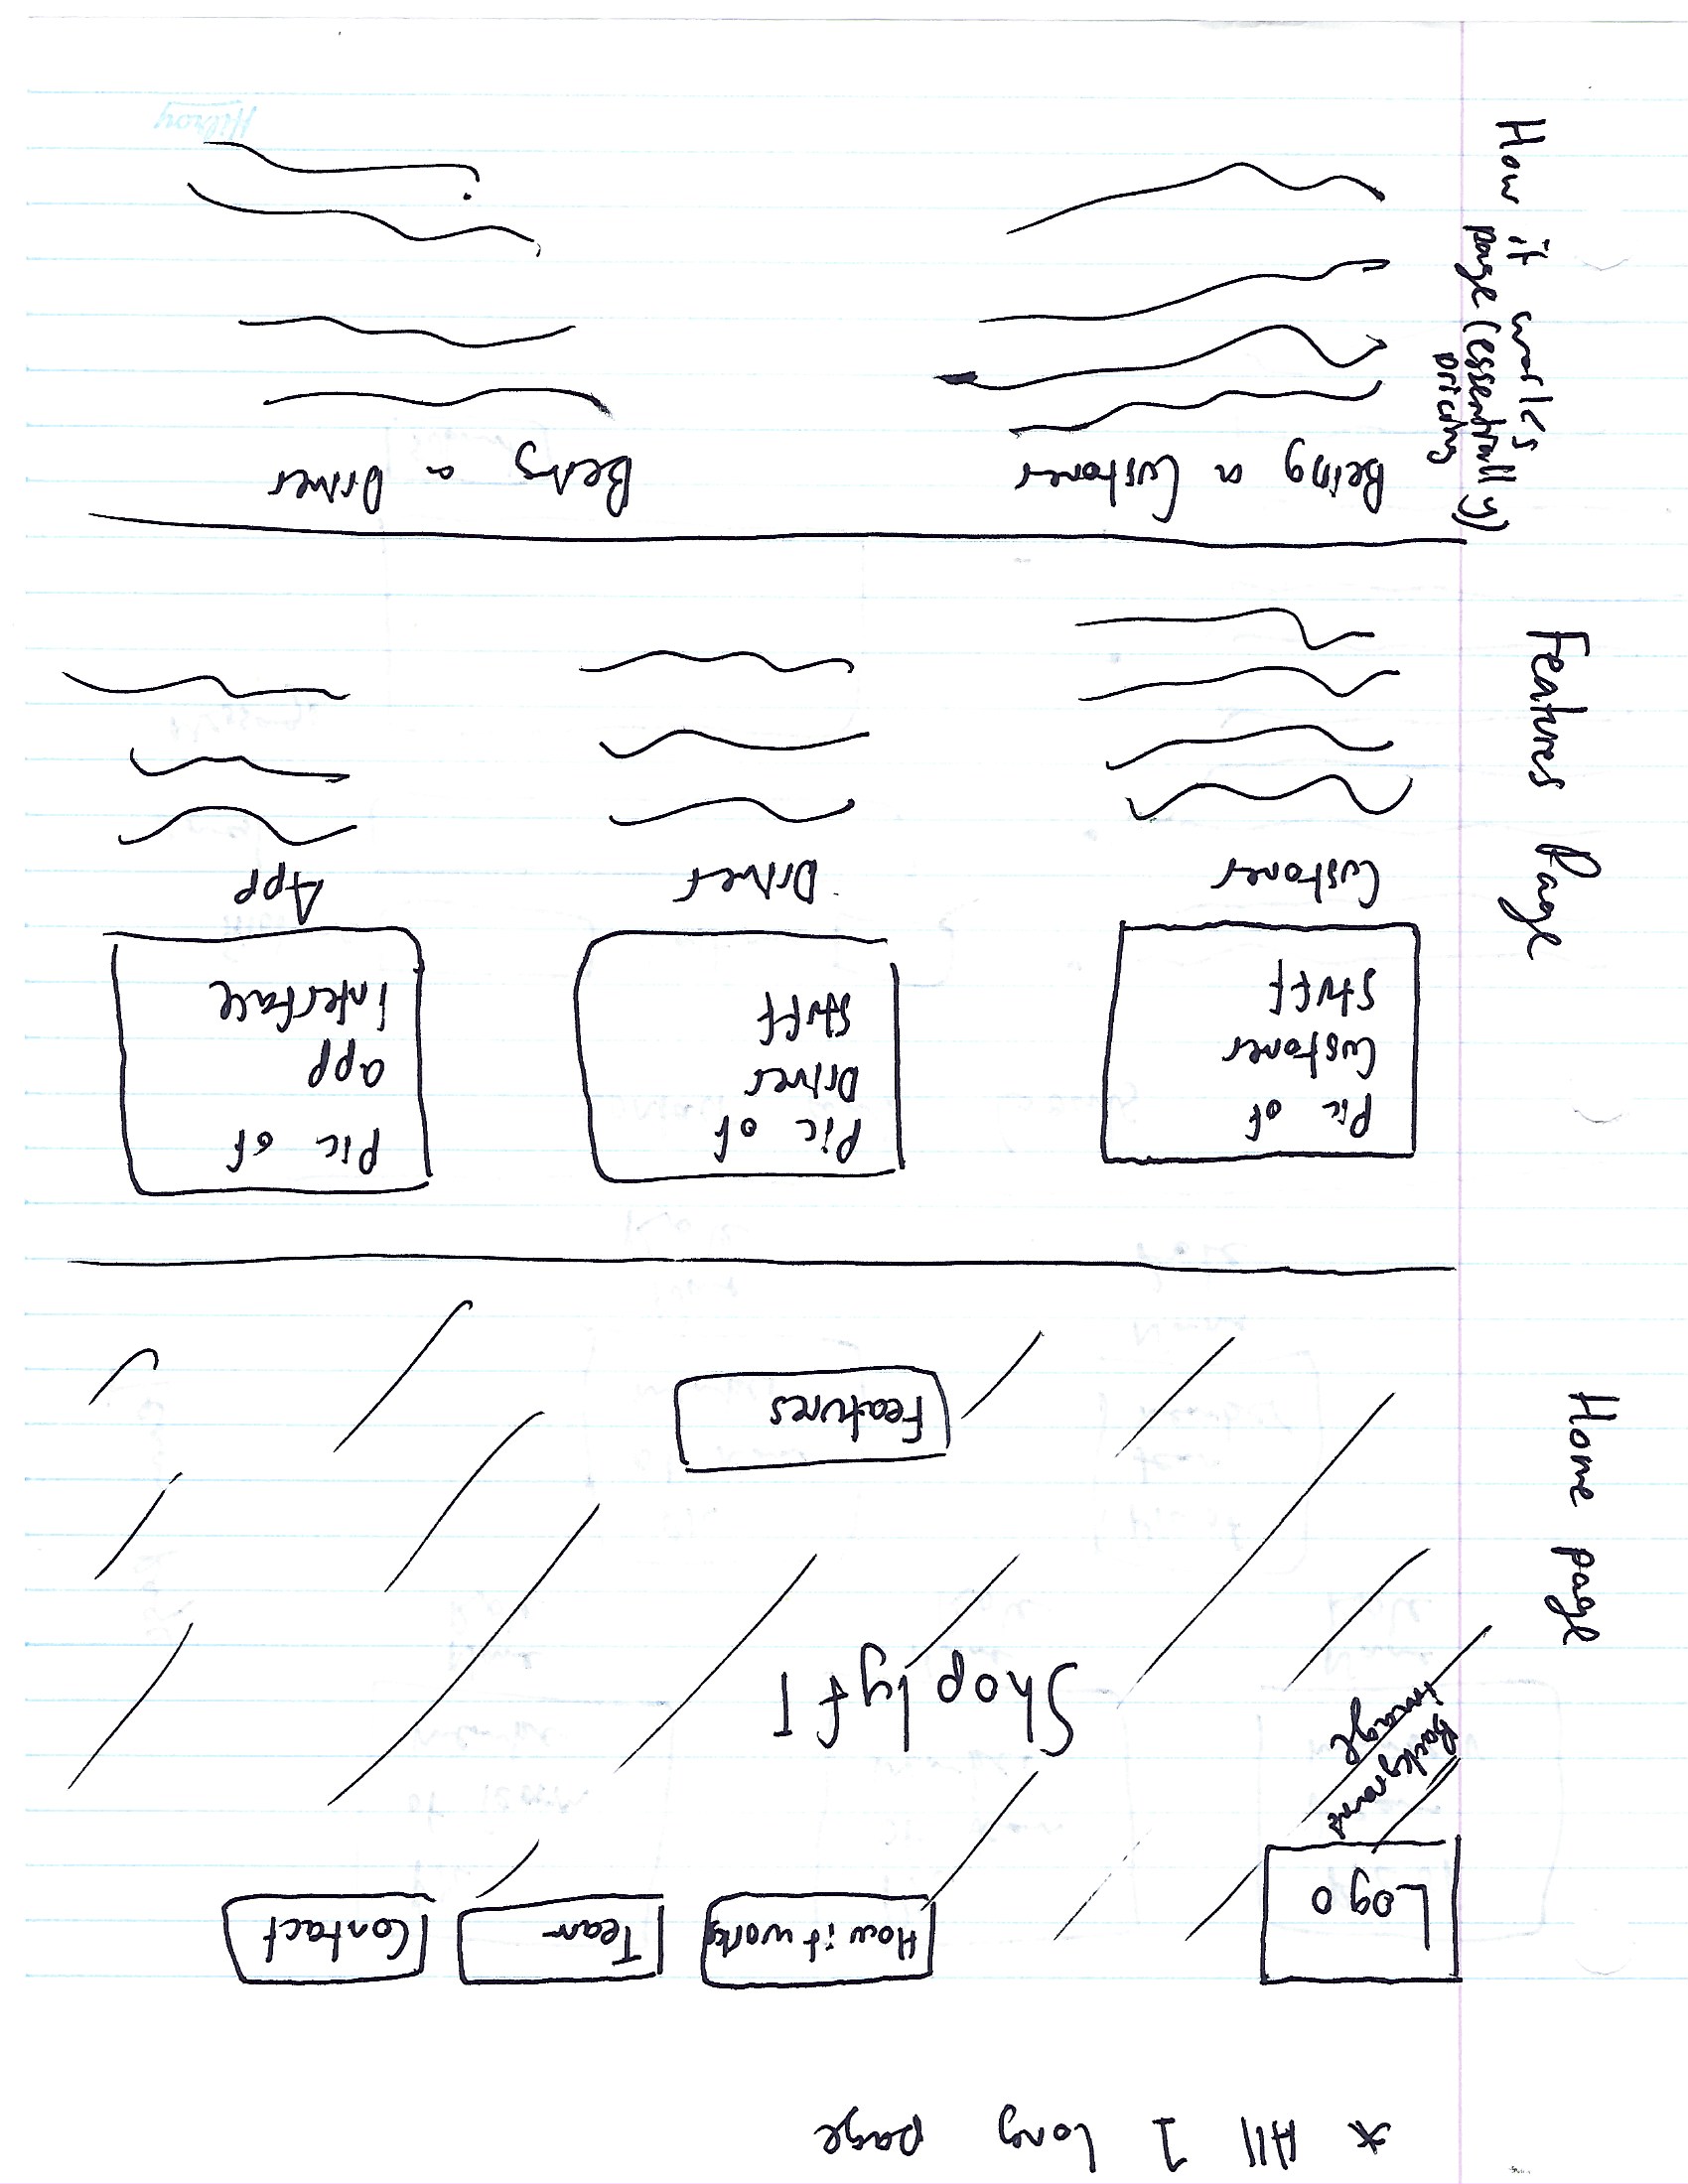 * All 1 long page
Logo
How it works
Team
Contact
Background
image
ShoplyfT
Features
Home page
Pic of
Customer
Stuff
Pic of
Driver
Stuff
Pic of
app
interface
Customer
Driver
App
Features Page
Being a Customer
Being a Driver
How it works
page (essentially
pricing)
Hilroy